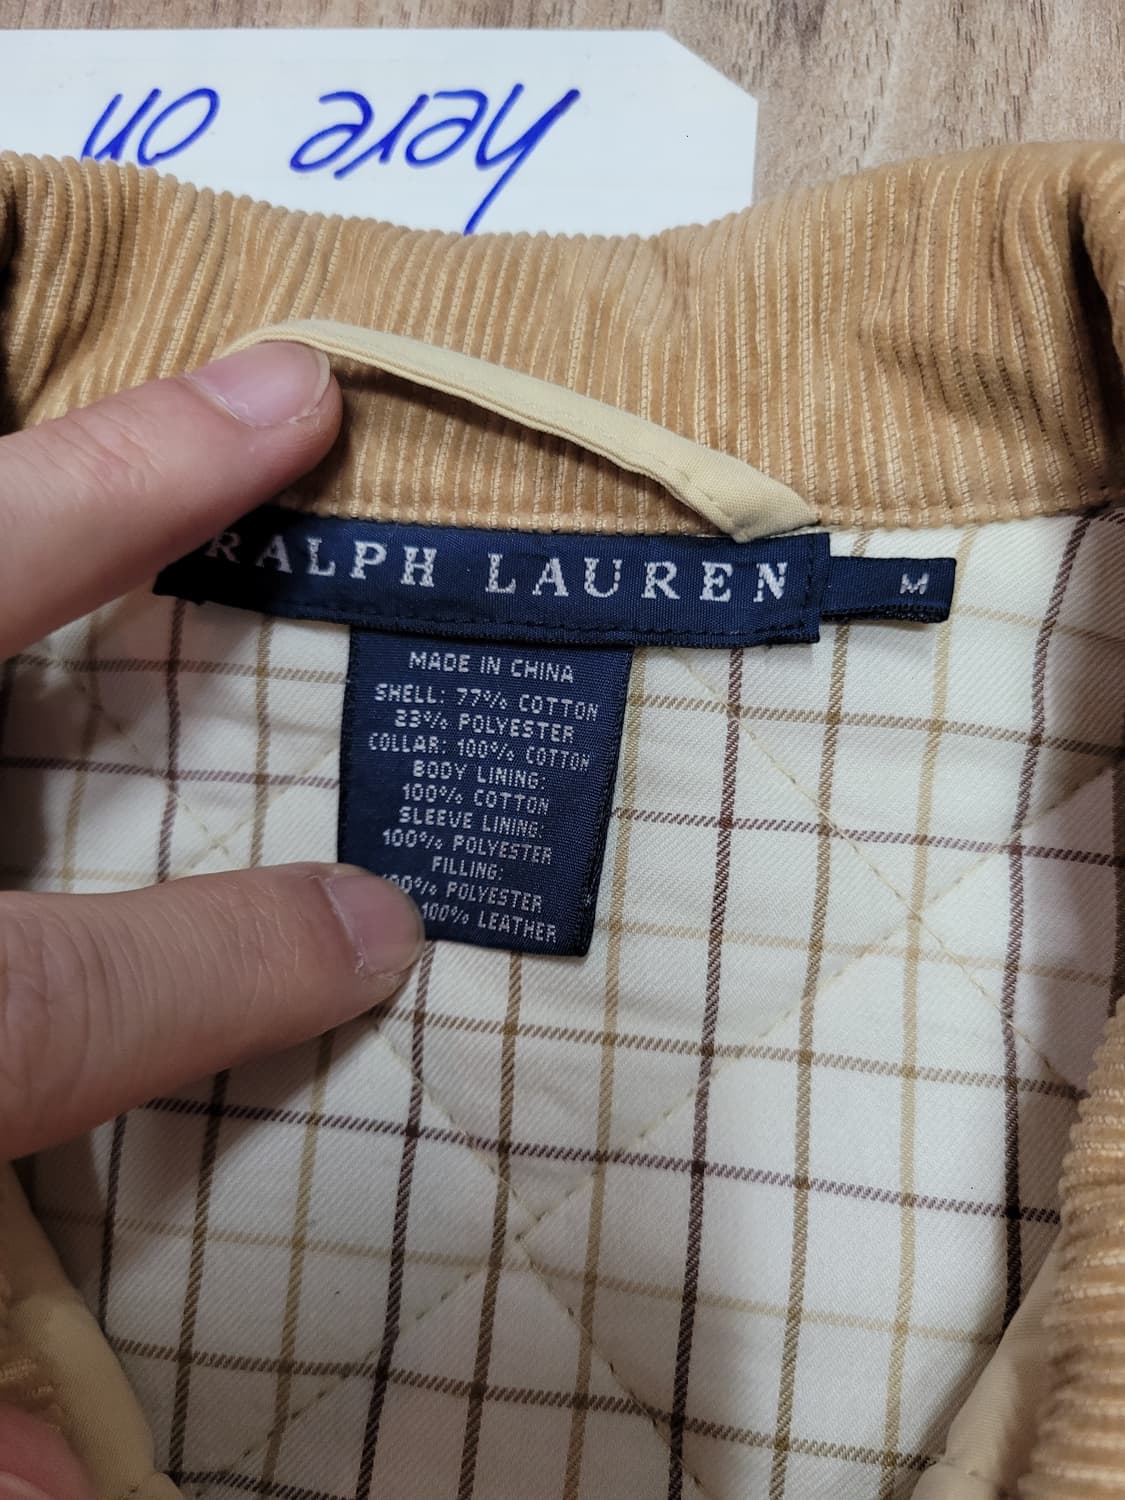 here on
RALPH LAUREN
M
MADE IN CHINA
SHELL: 77% COTTON
23% POLYESTER
COLLAR: 100% COTTON
BODY LINING:
100% COTTON
SLEEVE LINING:
100% POLYESTER
FILLING:
100% POLYESTER
100% LEATHER